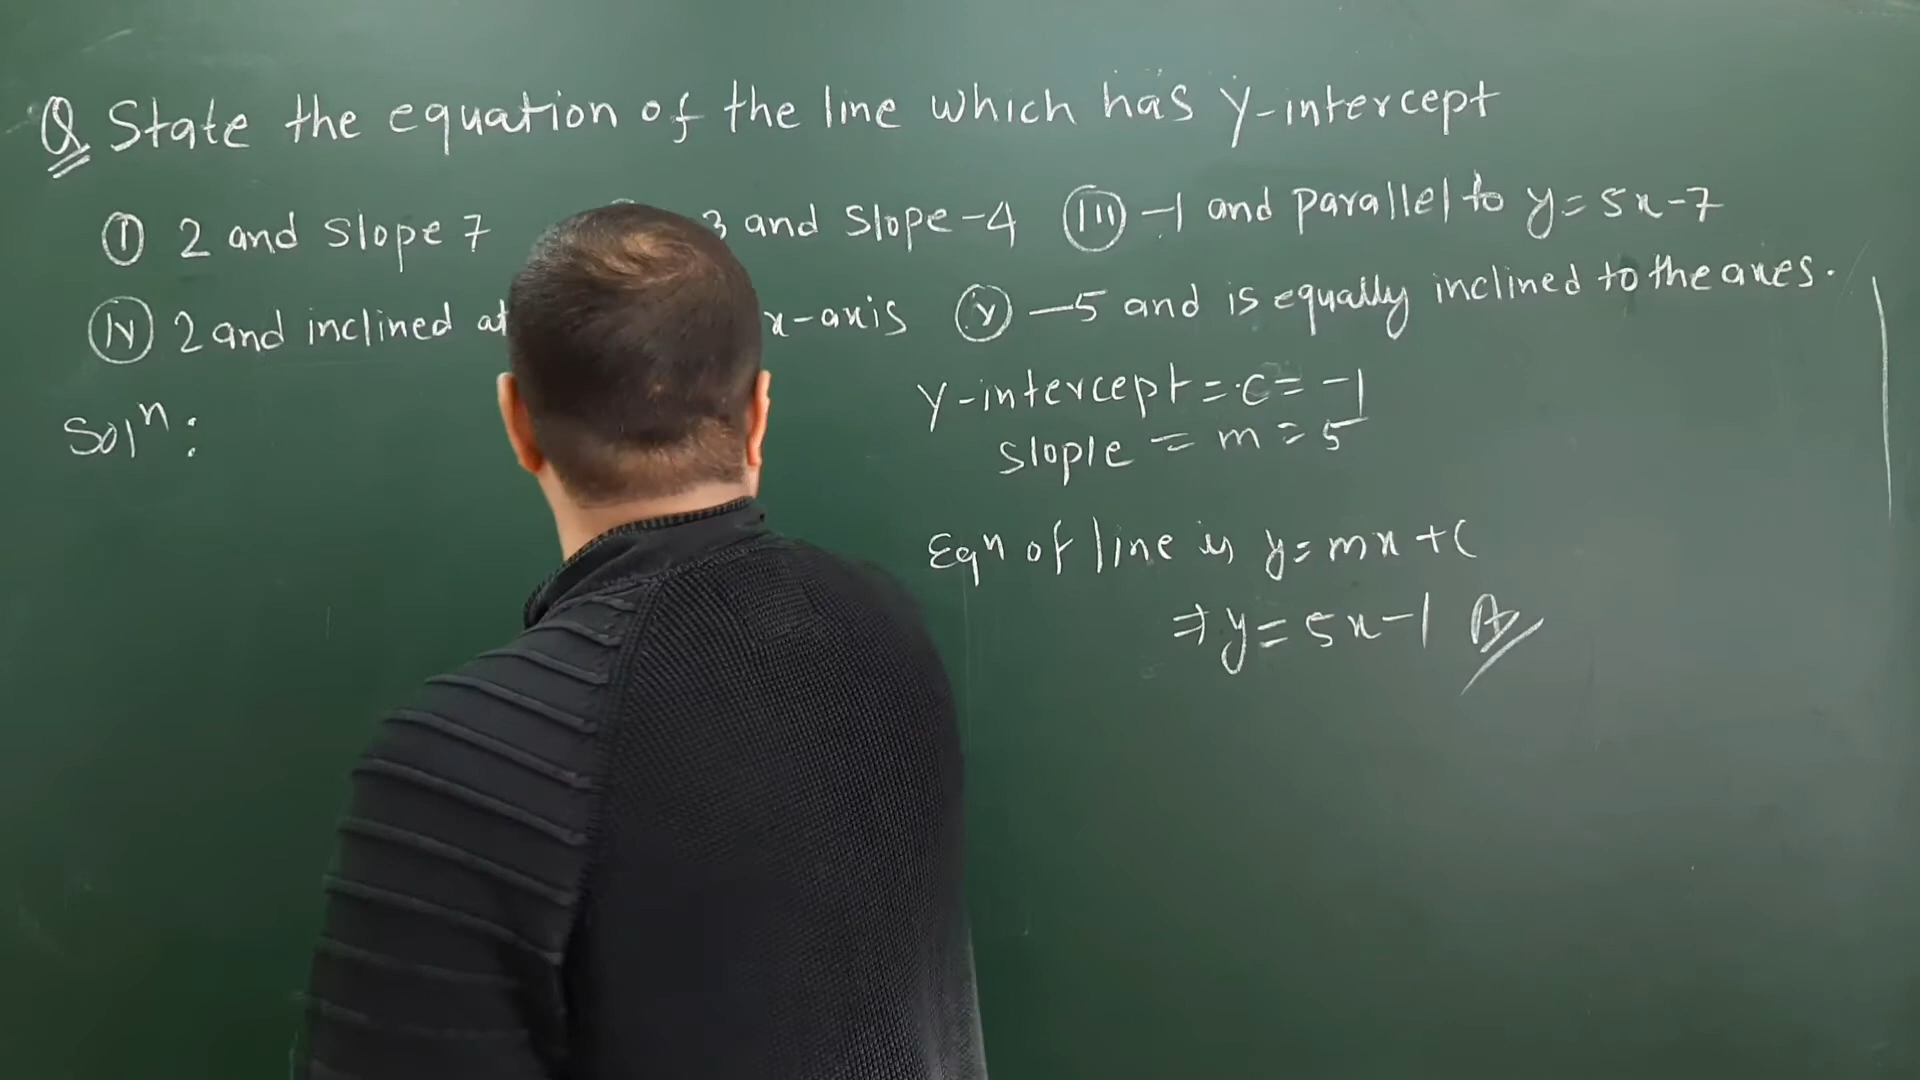 Q State the equation of the line which has Y-intercept
(i) 2 and slope 7 3 and slope -4 (iii) -1 and parallel to y = 5x-7
(iv) 2 and inclined at x-axis (v) -5 and is equally inclined to the axes.
Solⁿ:
Y-intercept = c = -1
slople = m = 5
Eqⁿ of line is y = mx + c
⇒ y = 5x-1 A